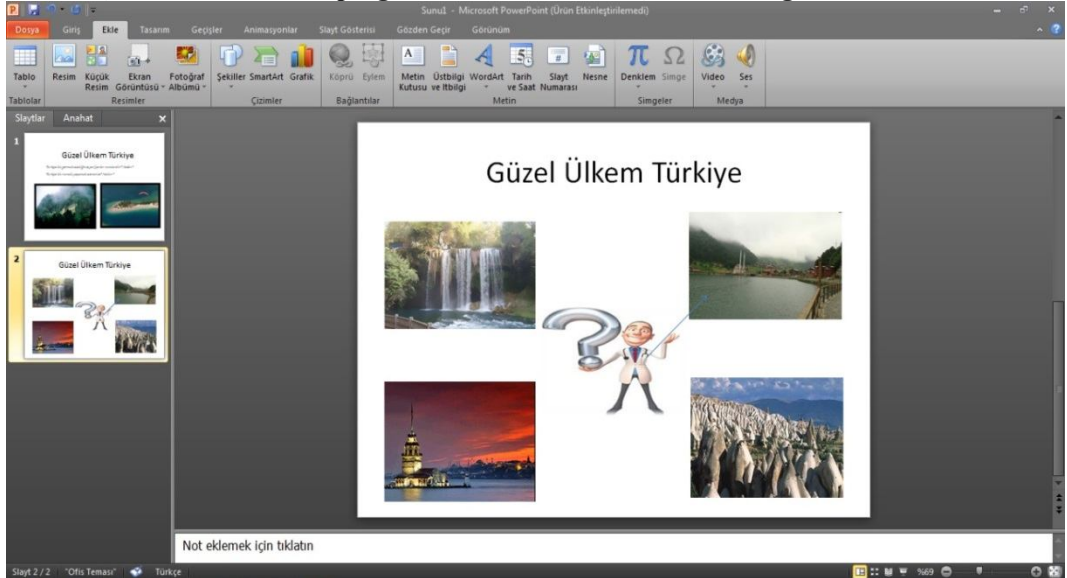 Sunu1 - Microsoft PowerPoint (Ürün Etkinleştirilemedi)
Dosya Giriş Ekle Tasarım Geçişler Animasyonlar Slayt Gösterisi Gözden Geçir Görünüm
Tablo Resim Küçük Resim Ekran Görüntüsü Fotoğraf Albümü Şekiller SmartArt Grafik Köprü Eylem Metin Kutusu Üstbilgi ve ltbilgi WordArt Tarih ve Saat Slayt Numarası Nesne Denklem Simge Video Ses
Tablolar Resimler Çizimler Bağlantılar Metin Simgeler Medya
Slaytlar Anahat
1
Güzel Ülkem Türkiye
2
Güzel Ülkem Türkiye
Güzel Ülkem Türkiye
Not eklemek için tıklatın
Slayt 2 / 2 "Ofis Teması" Türkçe %69